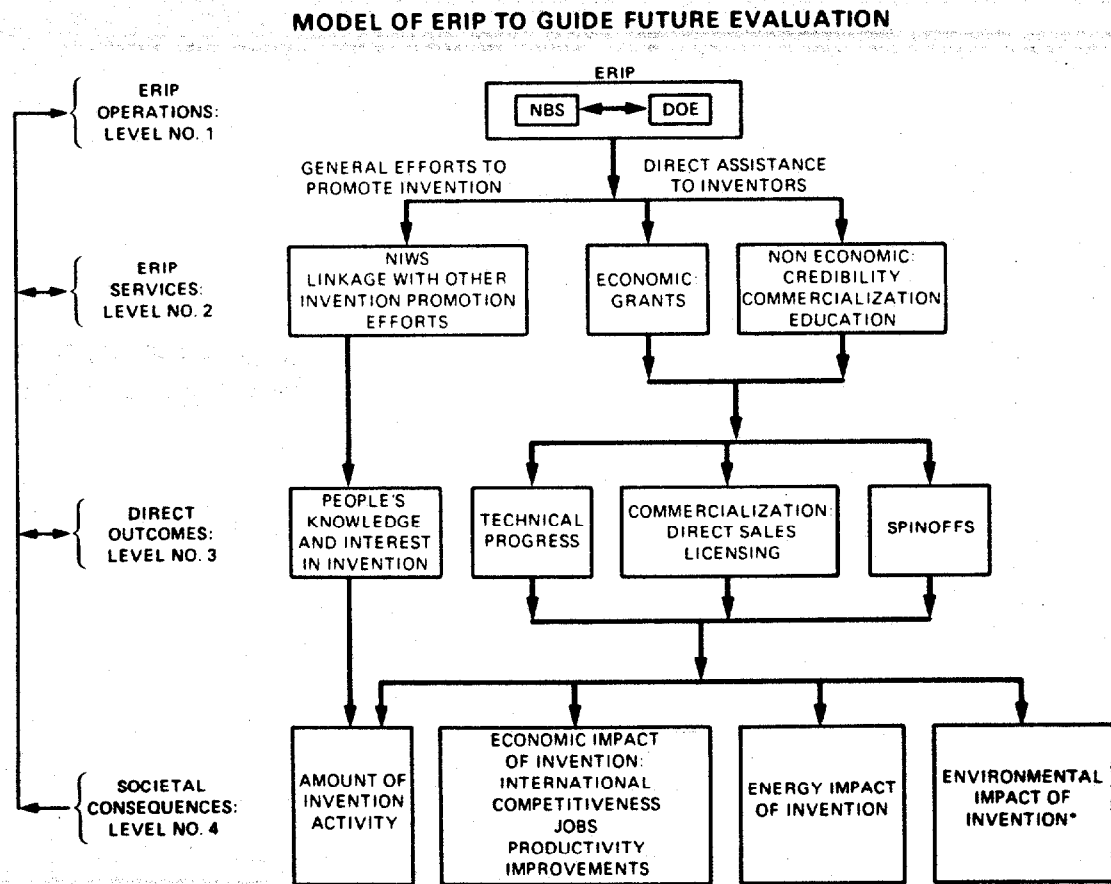 MODEL OF ERIP TO GUIDE FUTURE EVALUATION
ERIP
OPERATIONS:
LEVEL NO. 1
ERIP
NBS
DOE
GENERAL EFFORTS TO
PROMOTE INVENTION
DIRECT ASSISTANCE
TO INVENTORS
ERIP
SERVICES:
LEVEL NO. 2
NIWS
LINKAGE WITH OTHER
INVENTION PROMOTION
EFFORTS
ECONOMIC:
GRANTS
NON ECONOMIC:
CREDIBILITY
COMMERCIALIZATION
EDUCATION
DIRECT
OUTCOMES:
LEVEL NO. 3
PEOPLE'S
KNOWLEDGE
AND INTEREST
IN INVENTION
TECHNICAL
PROGRESS
COMMERCIALIZATION:
DIRECT SALES
LICENSING
SPINOFFS
SOCIETAL
CONSEQUENCES:
LEVEL NO. 4
AMOUNT OF
INVENTION
ACTIVITY
ECONOMIC IMPACT
OF INVENTION:
INTERNATIONAL
COMPETITIVENESS
JOBS
PRODUCTIVITY
IMPROVEMENTS
ENERGY IMPACT
OF INVENTION
ENVIRONMENTAL
IMPACT OF
INVENTION*